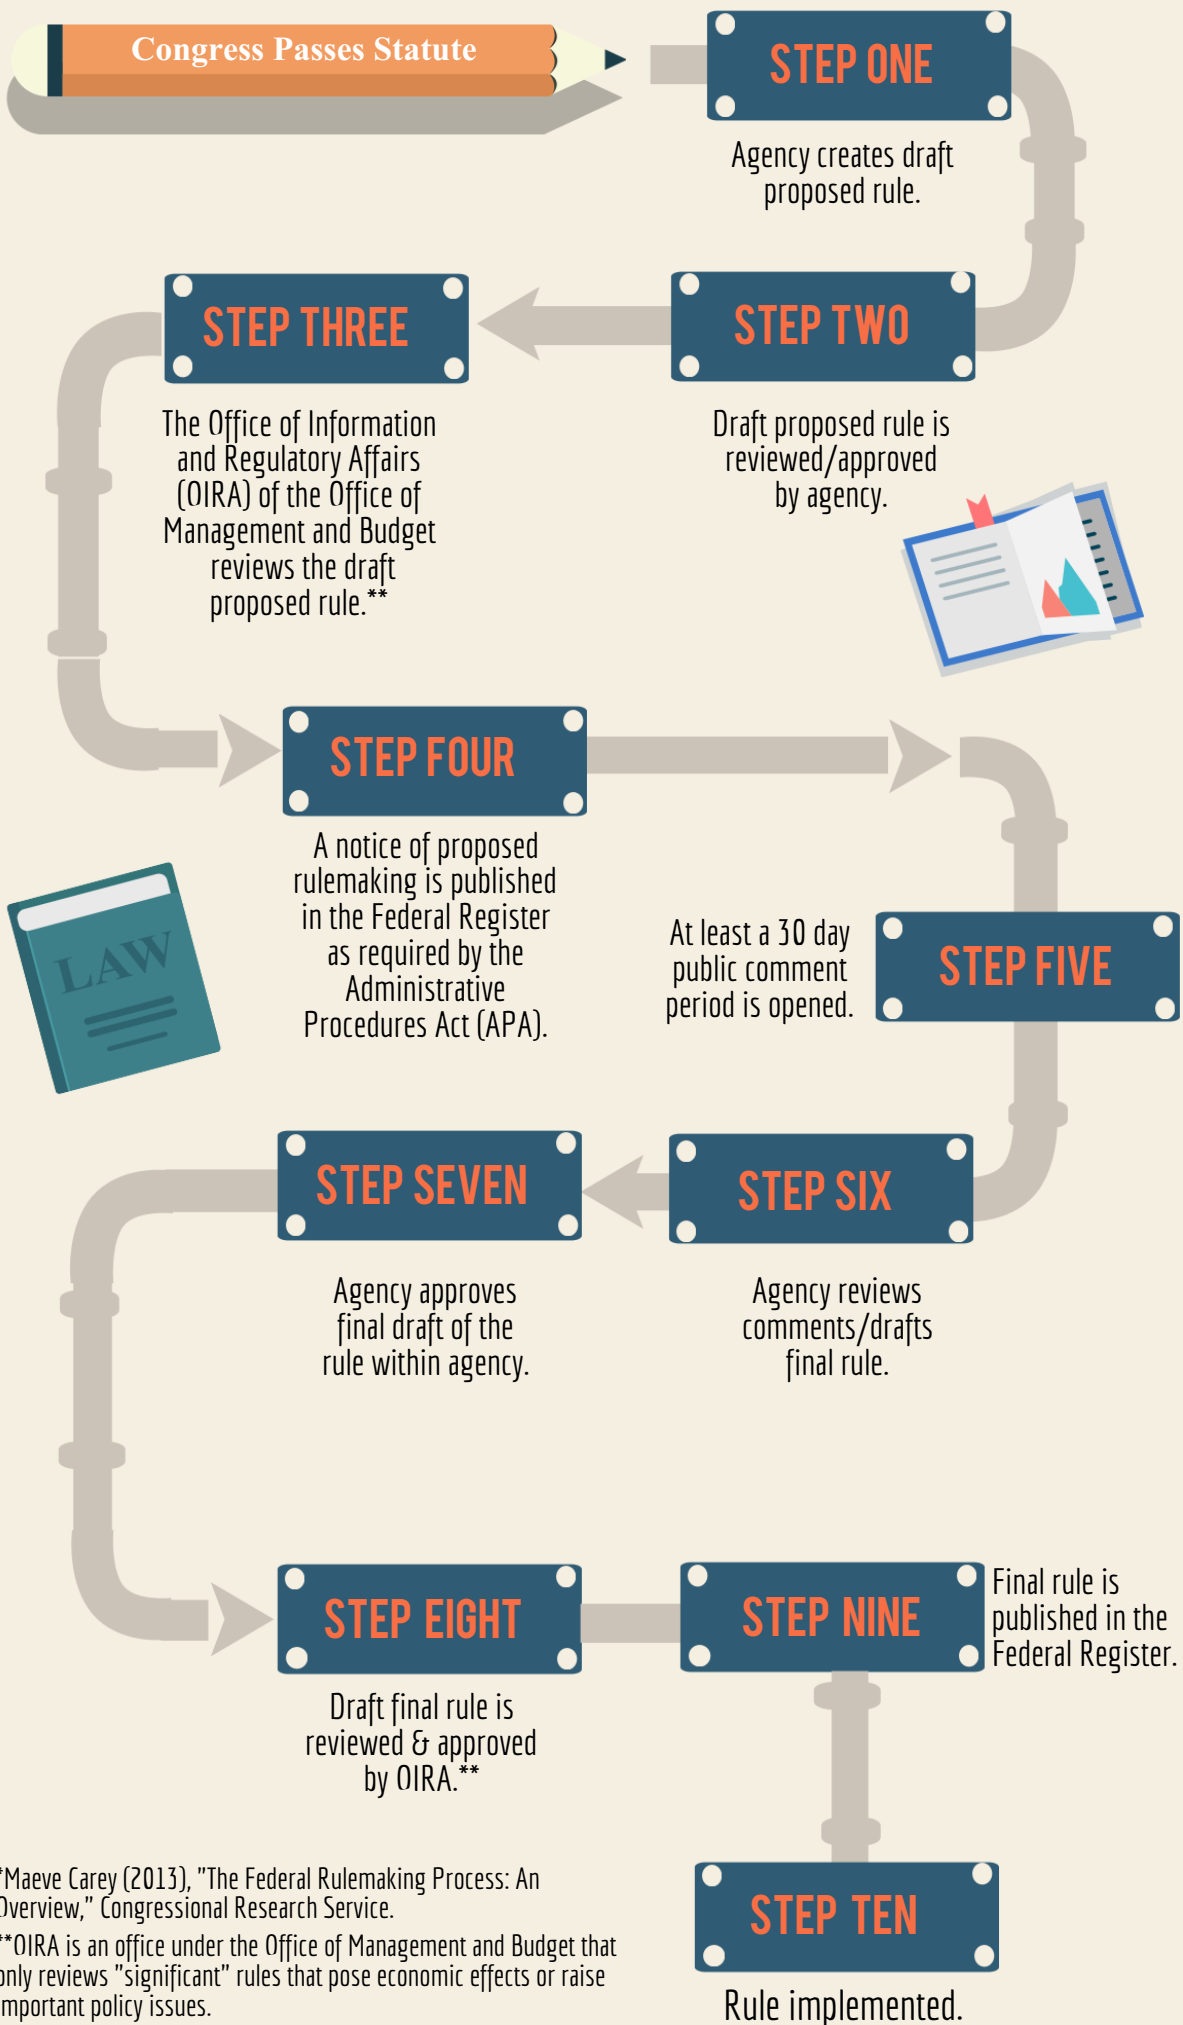 Congress Passes Statute
STEP ONE
Agency creates draft
proposed rule.
STEP TWO
Draft proposed rule is
reviewed/approved
by agency.
STEP THREE
The Office of Information
and Regulatory Affairs
(OIRA) of the Office of
Management and Budget
reviews the draft
proposed rule.**
STEP FOUR
A notice of proposed
rulemaking is published
in the Federal Register
as required by the
Administrative
Procedures Act (APA).
LAW
STEP FIVE
At least a 30 day
public comment
period is opened.
STEP SIX
Agency reviews
comments/drafts
final rule.
STEP SEVEN
Agency approves
final draft of the
rule within agency.
STEP EIGHT
Draft final rule is
reviewed & approved
by OIRA.**
STEP NINE
Final rule is
published in the
Federal Register.
STEP TEN
Rule implemented.
*Maeve Carey (2013), "The Federal Rulemaking Process: An
Overview," Congressional Research Service.
**OIRA is an office under the Office of Management and Budget that
only reviews "significant" rules that pose economic effects or raise
important policy issues.